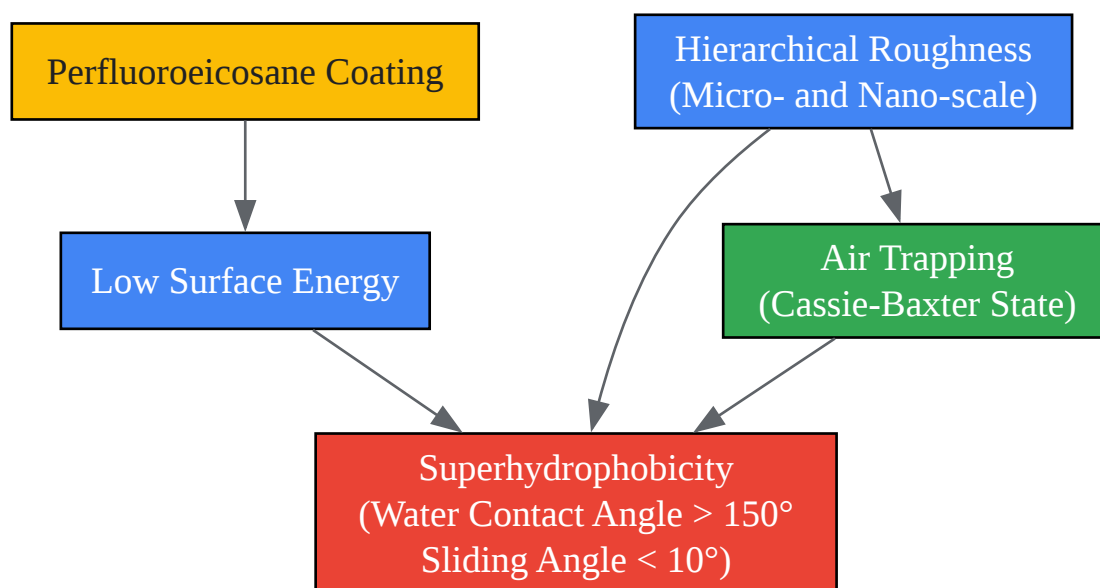 Perfluoroeicosane Coating
Hierarchical Roughness
(Micro- and Nano-scale)
Low Surface Energy
Air Trapping
(Cassie-Baxter State)
Superhydrophobicity
(Water Contact Angle > 150°
Sliding Angle < 10°)